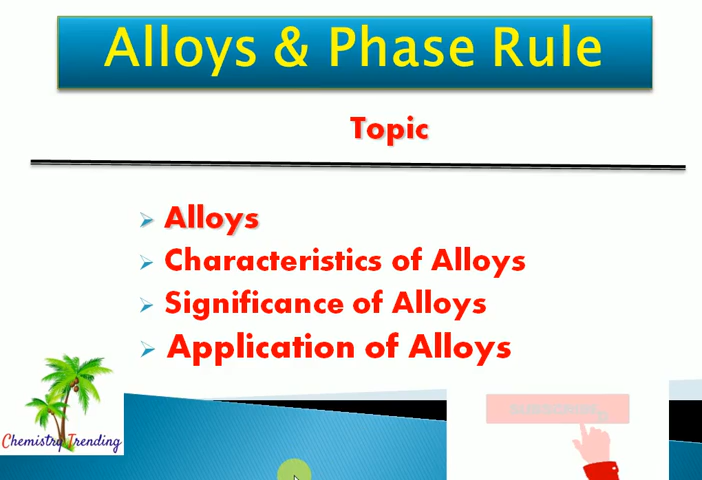 Alloys & Phase Rule
Topic
Alloys
Characteristics of Alloys
Significance of Alloys
Application of Alloys
Chemistry Trending